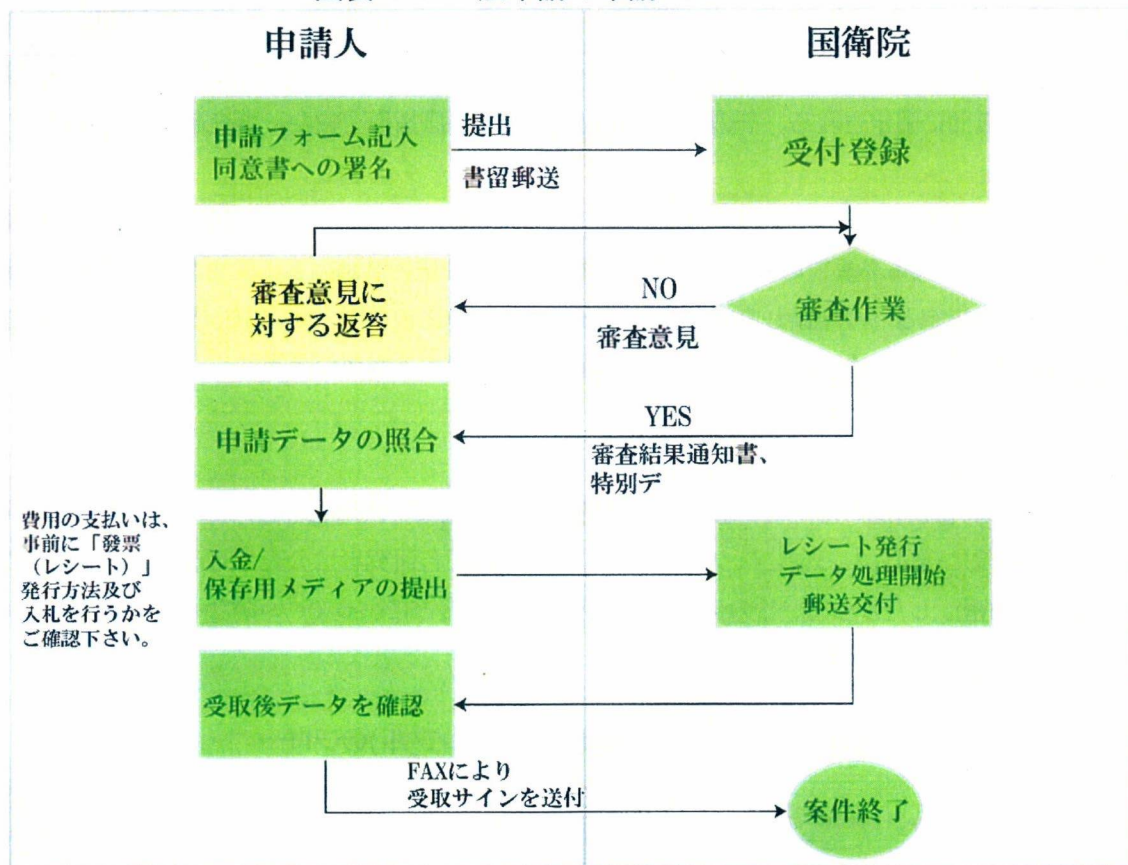 申請人
国衛院
申請フォーム記入
同意書への署名
提出
書留郵送
受付登録
審査意見に
対する返答
NO
審査意見
審査作業
申請データの照合
YES
審査結果通知書、
特別デ
費用の支払いは、
事前に「發票
（レシート）」
発行方法及び
入札を行うかを
ご確認下さい。
入金/
保存用メディアの提出
レシート発行
データ処理開始
郵送交付
受取後データを確認
FAXにより
受取サインを送付
案件終了